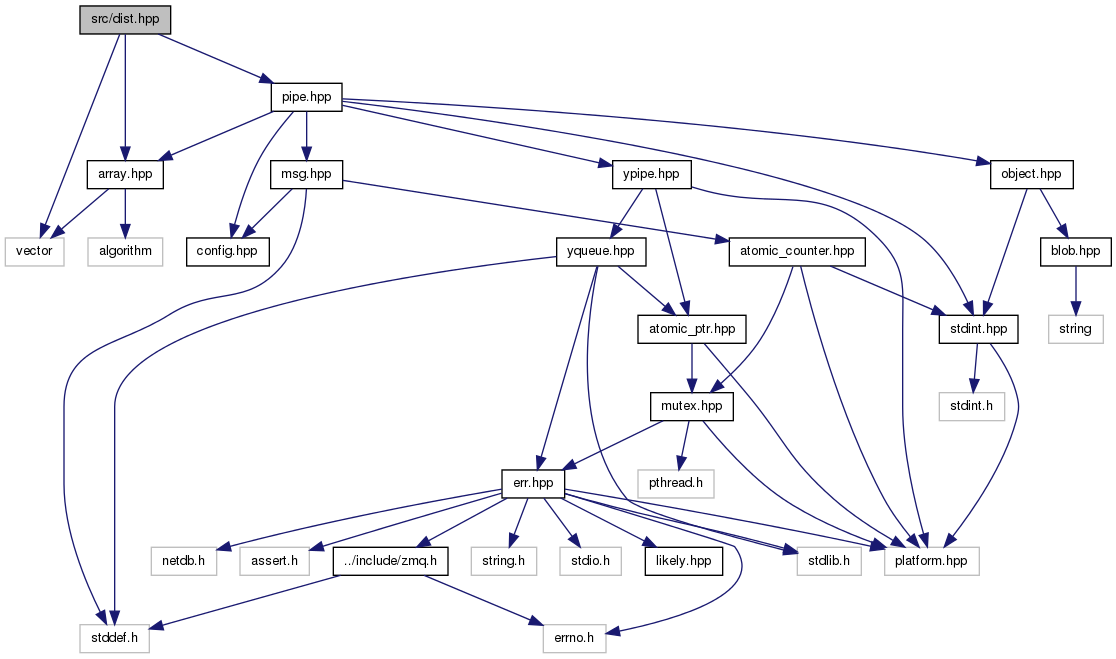 src/dist.hpp
pipe.hpp
array.hpp
msg.hpp
ypipe.hpp
object.hpp
vector
algorithm
config.hpp
yqueue.hpp
atomic_counter.hpp
blob.hpp
atomic_ptr.hpp
stdint.hpp
string
mutex.hpp
stdint.h
err.hpp
pthread.h
netdb.h
assert.h
../include/zmq.h
string.h
stdio.h
likely.hpp
stdlib.h
platform.hpp
stddef.h
errno.h